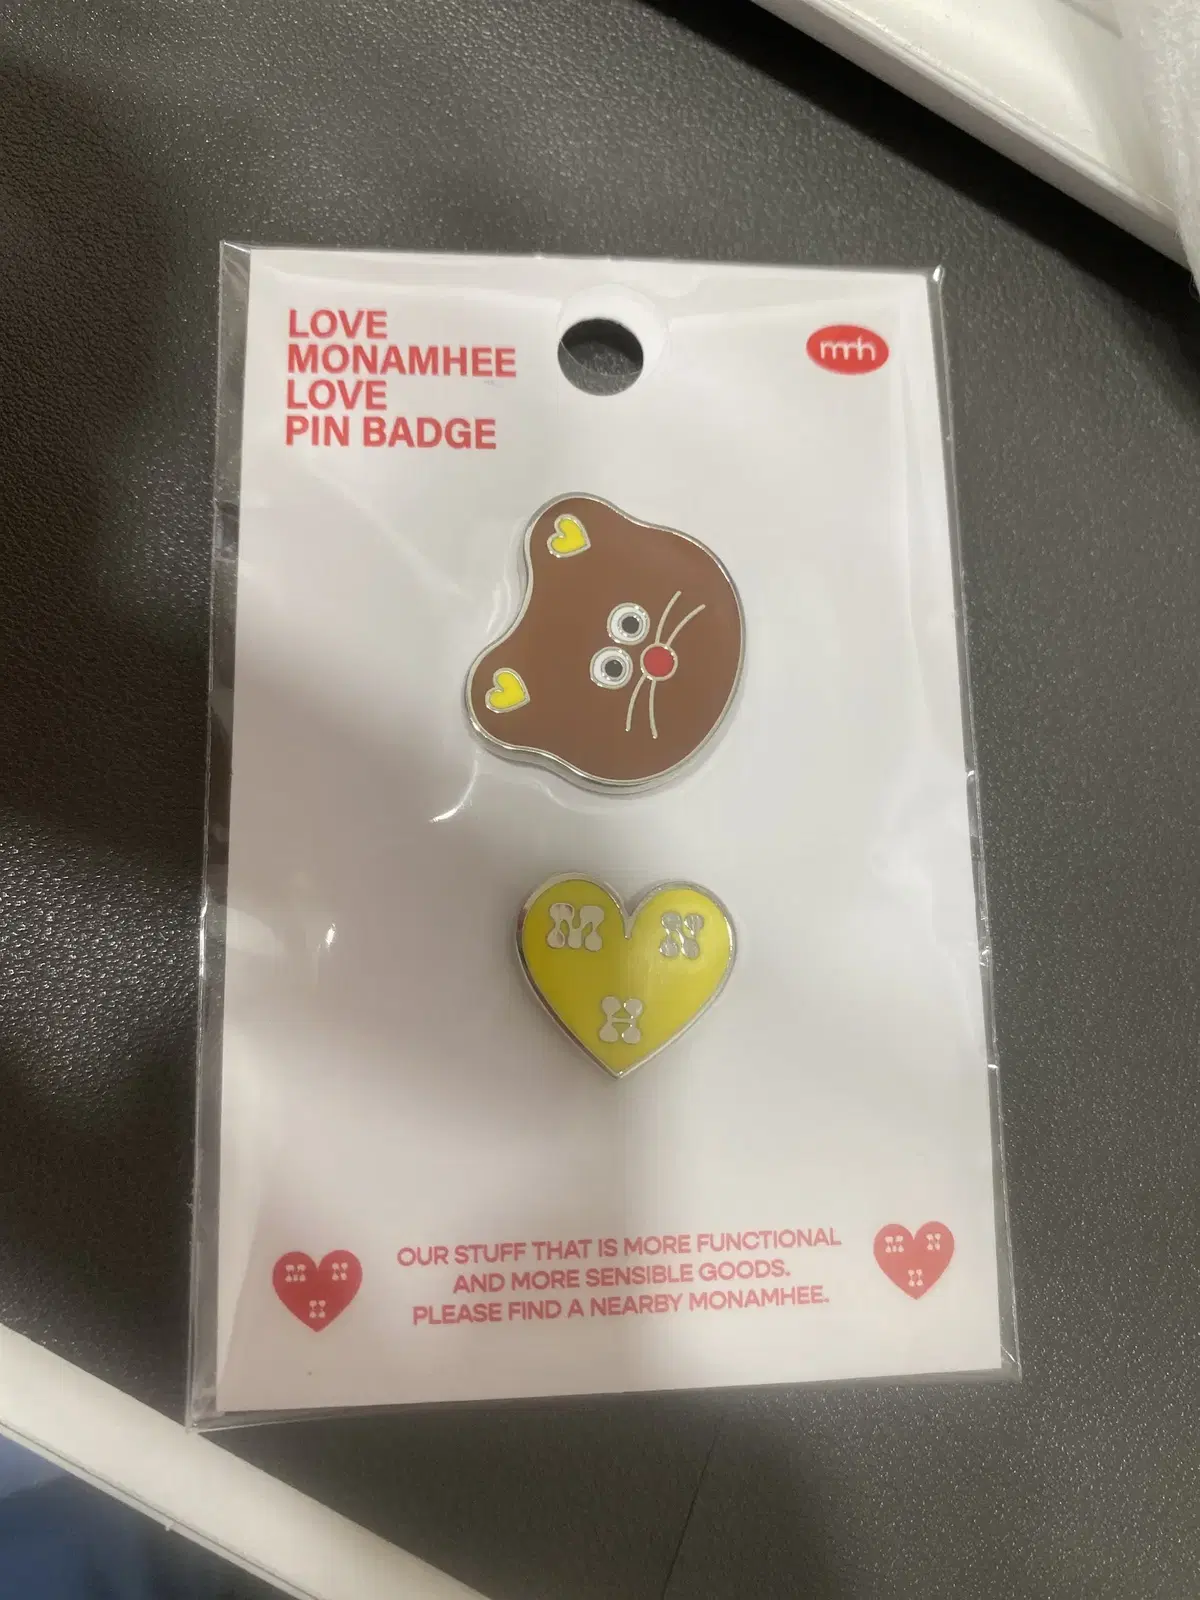 LOVE
MONAMHEE
LOVE
PIN BADGE
mmh
M N
H
OUR STUFF THAT IS MORE FUNCTIONAL
AND MORE SENSIBLE GOODS.
PLEASE FIND A NEARBY MONAMHEE.
M N
H
M N
H